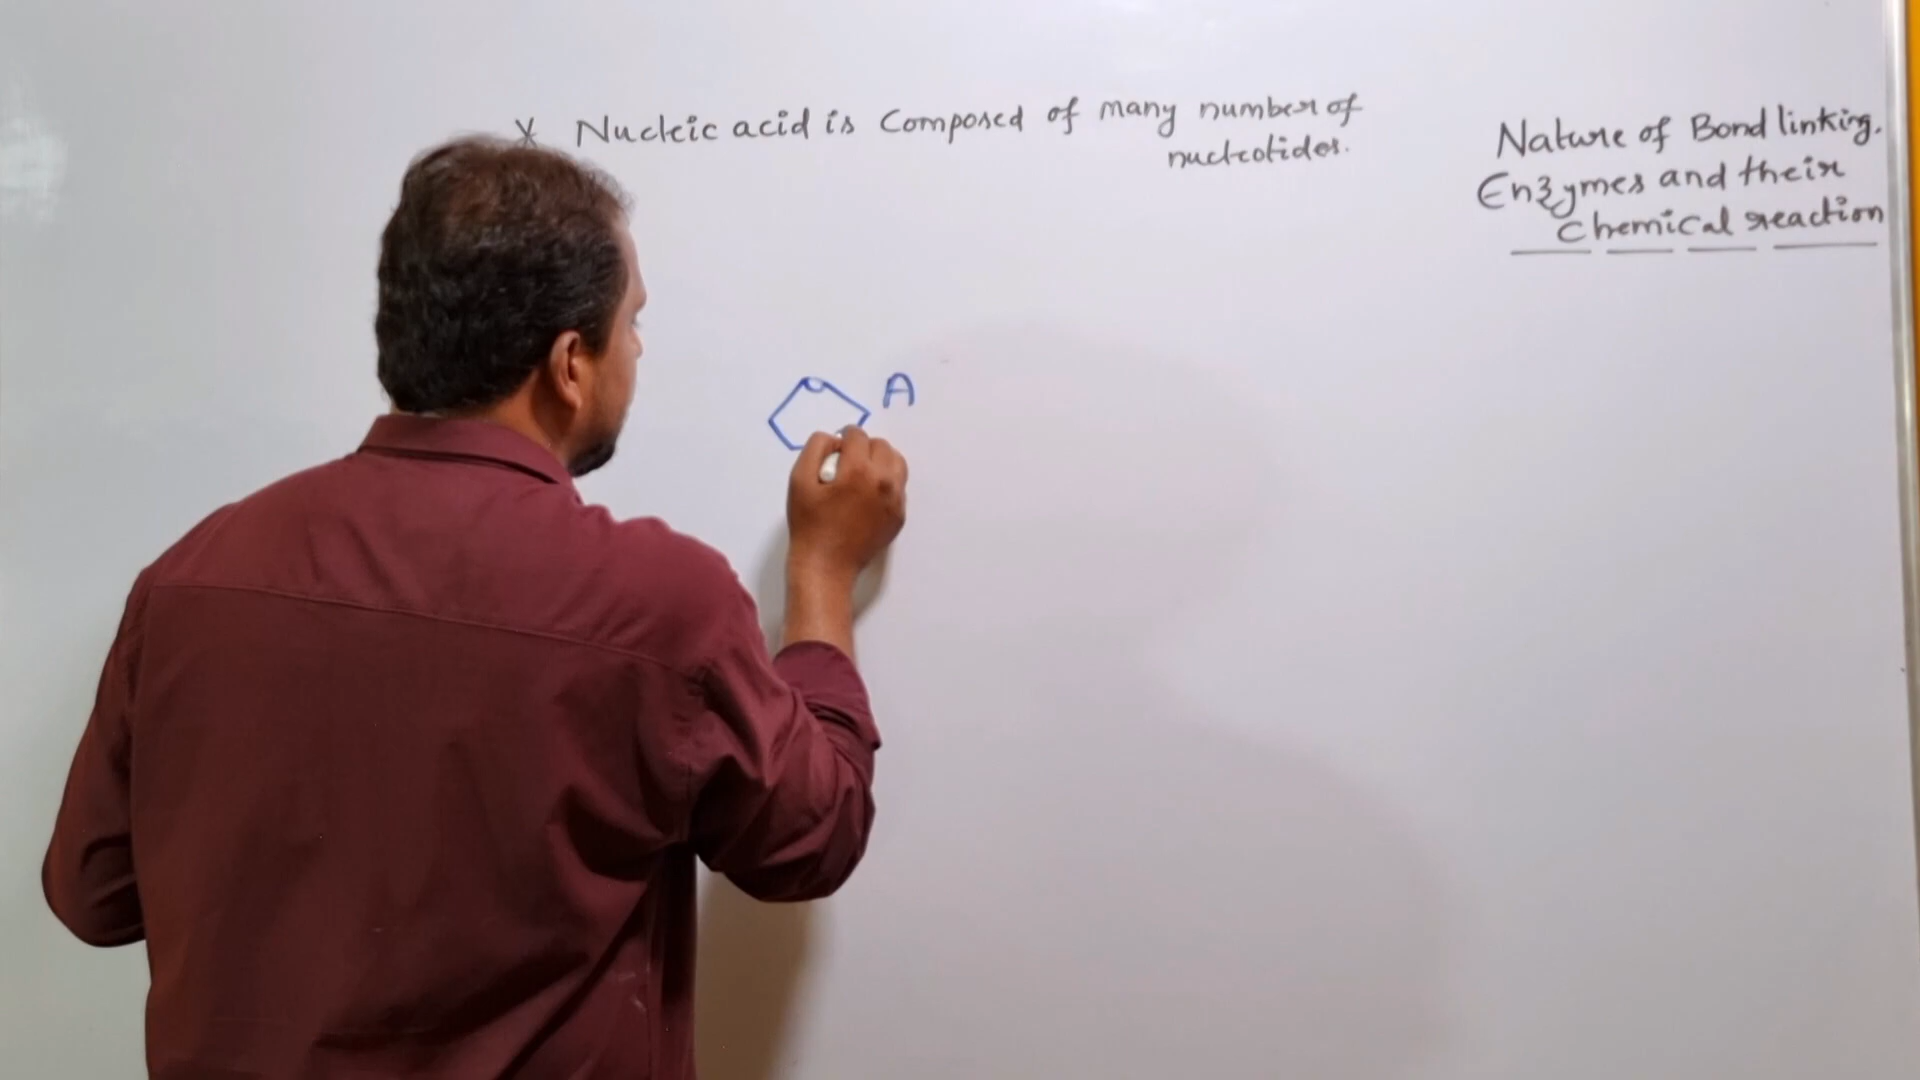 * Nucleic acid is Composed of many number of
nucleotides.
Nature of Bond linking.
Enzymes and their
Chemical reaction
A